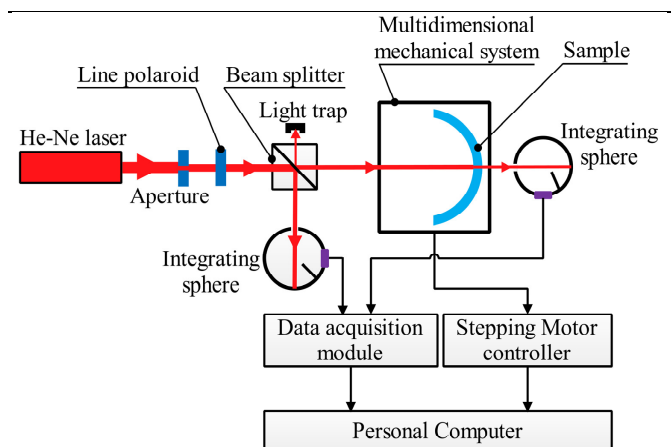 Multidimensional
mechanical system
Sample
Line polaroid
Beam splitter
Light trap
He-Ne laser
Integrating
sphere
Aperture
Integrating
sphere
Data acquisition
module
Stepping Motor
controller
Personal Computer